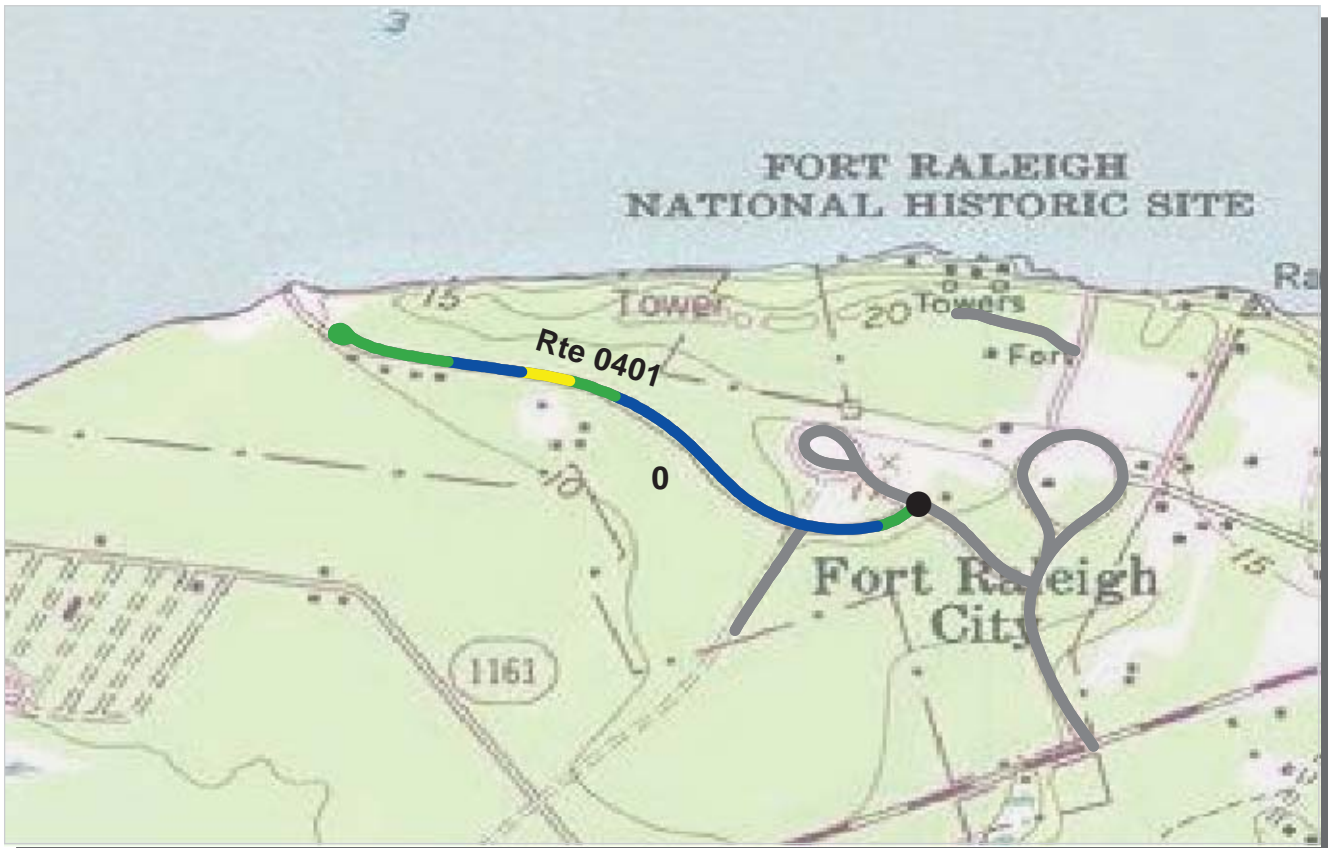 3
FORT RALEIGH
NATIONAL HISTORIC SITE
Ra
15
Tower
20
Towers
Rte 0401
Fort
0
10
15
Fort Raleigh
City
1161